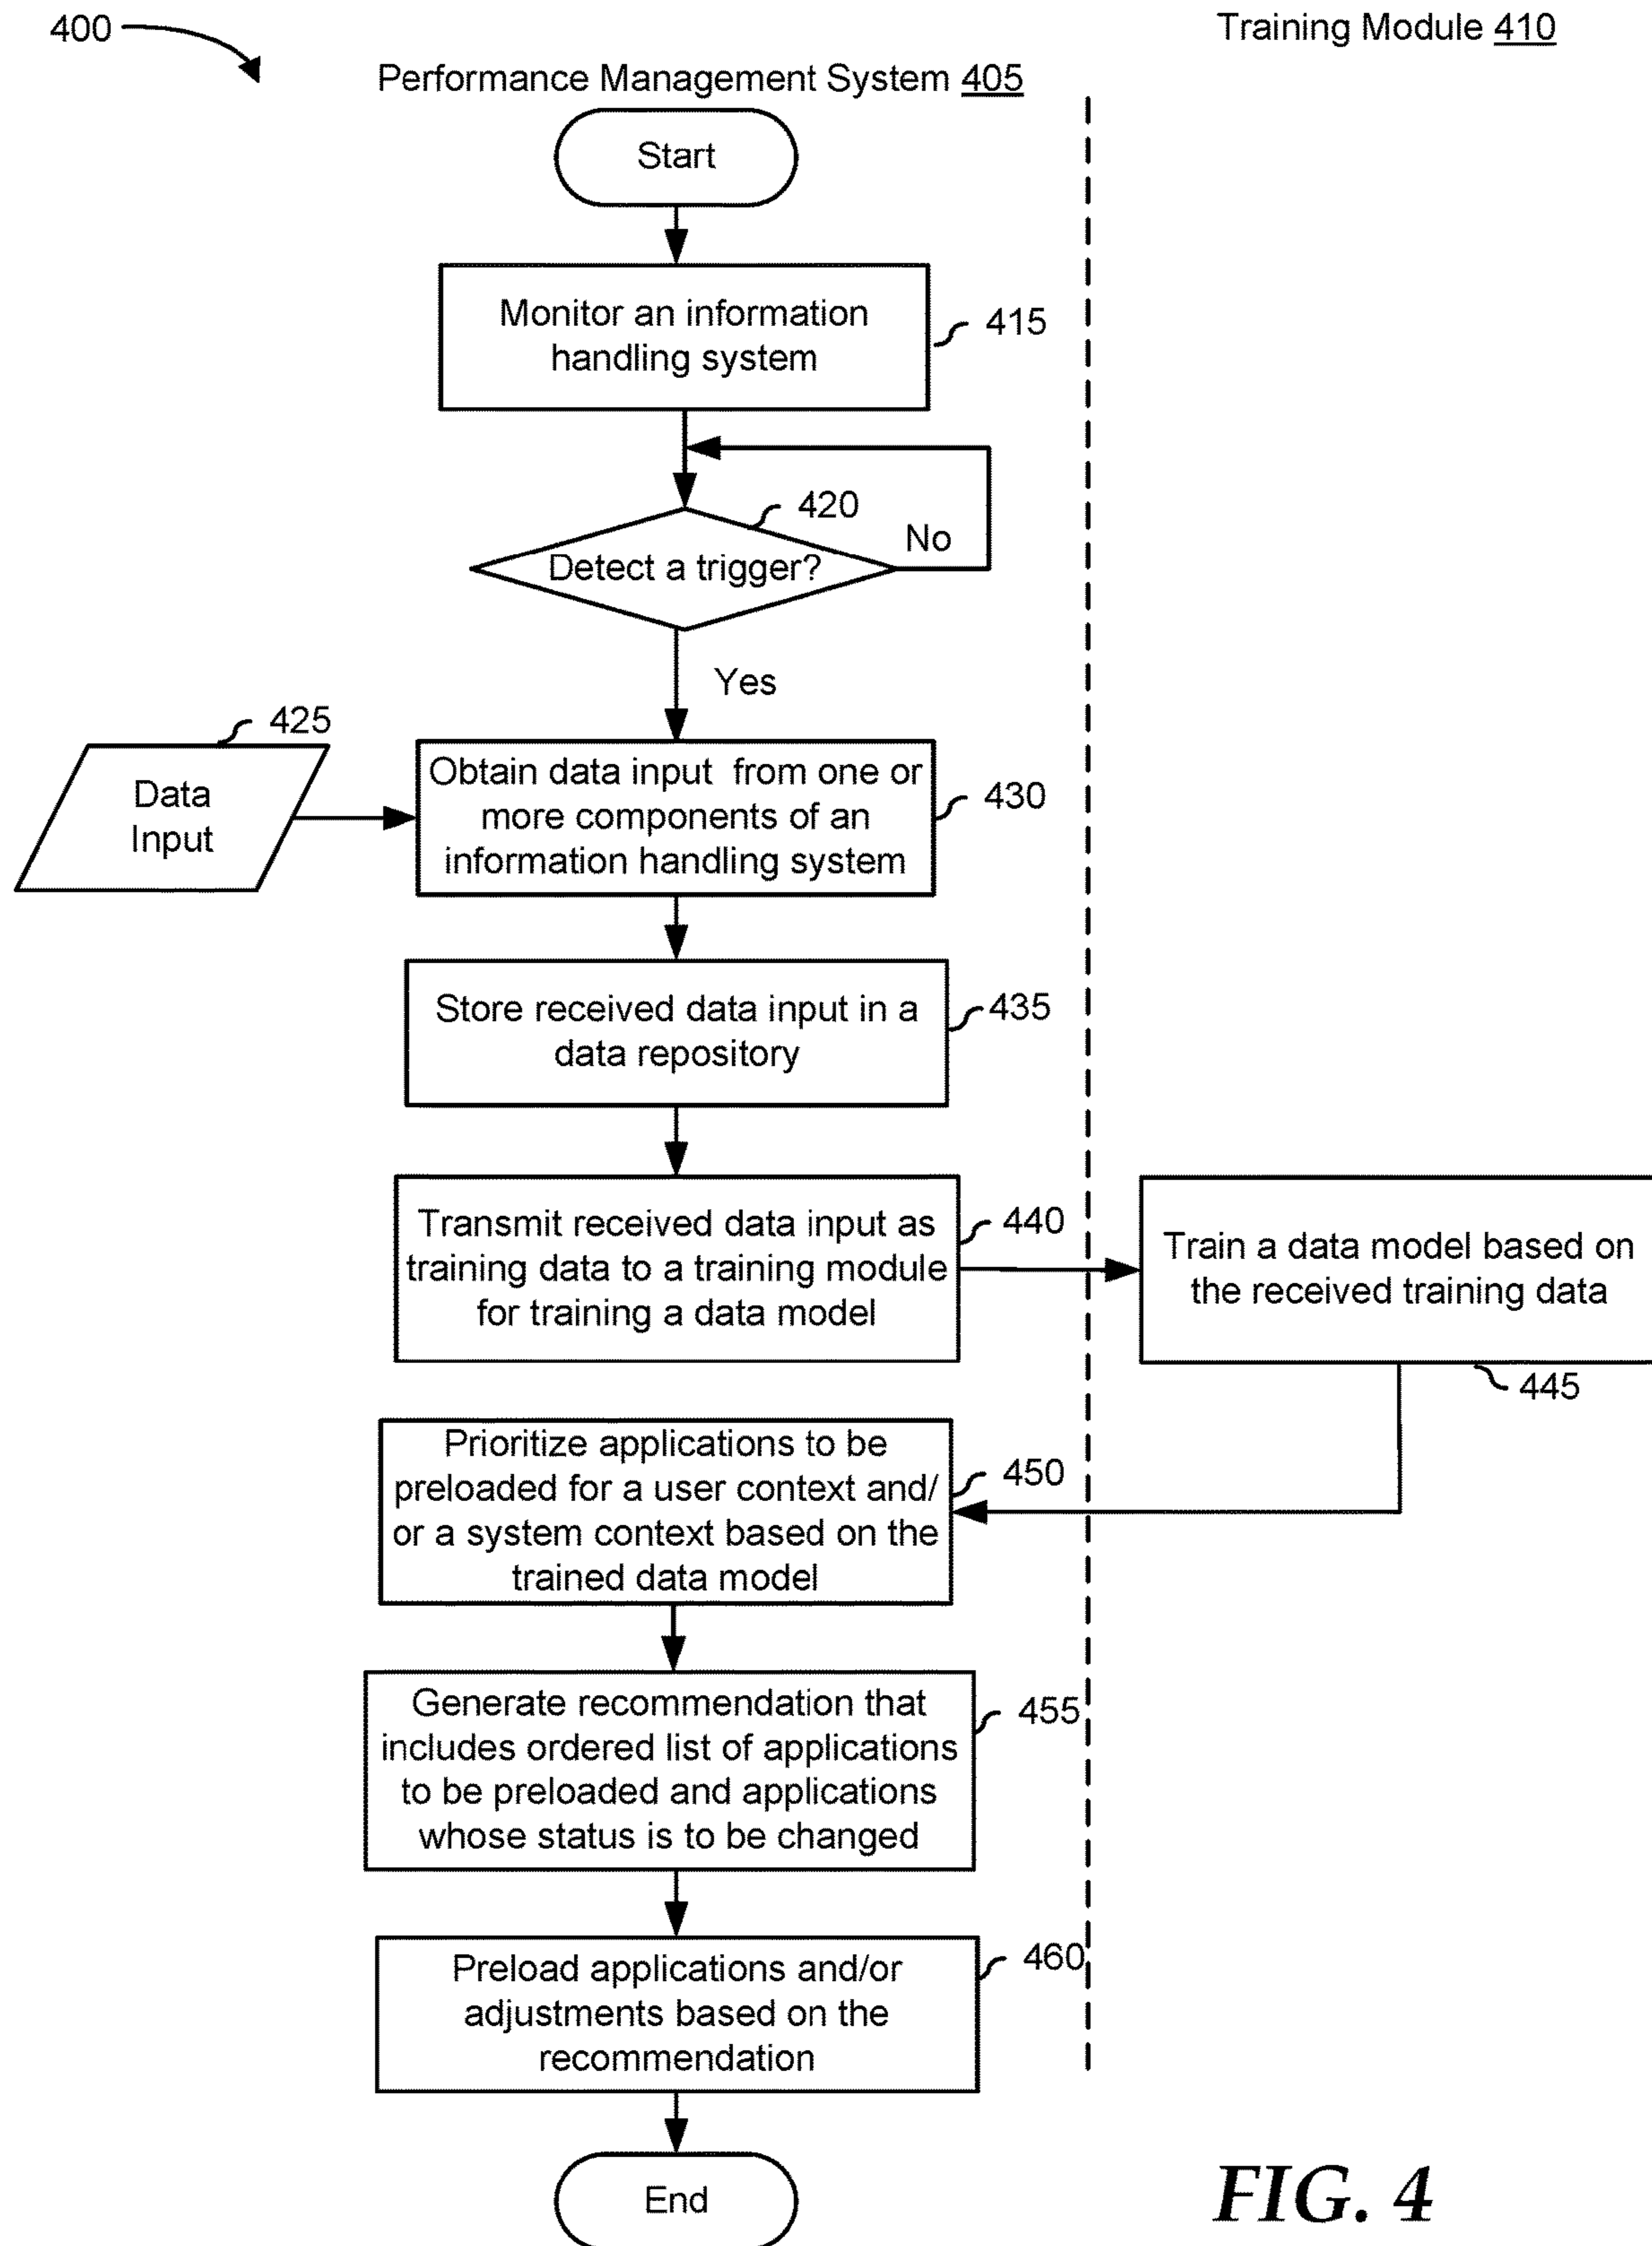 400
Training Module 410
Performance Management System 405
Start
Monitor an information
handling system
415
420
No
Detect a trigger?
Yes
425
Data
Input
Obtain data input from one or
more components of an
information handling system
430
Store received data input in a
data repository
435
Transmit received data input as
training data to a training module
for training a data model
440
Train a data model based on
the received training data
445
Prioritize applications to be
preloaded for a user context and/
or a system context based on the
trained data model
450
Generate recommendation that
includes ordered list of applications
to be preloaded and applications
whose status is to be changed
455
Preload applications and/or
adjustments based on the
recommendation
460
End
FIG. 4